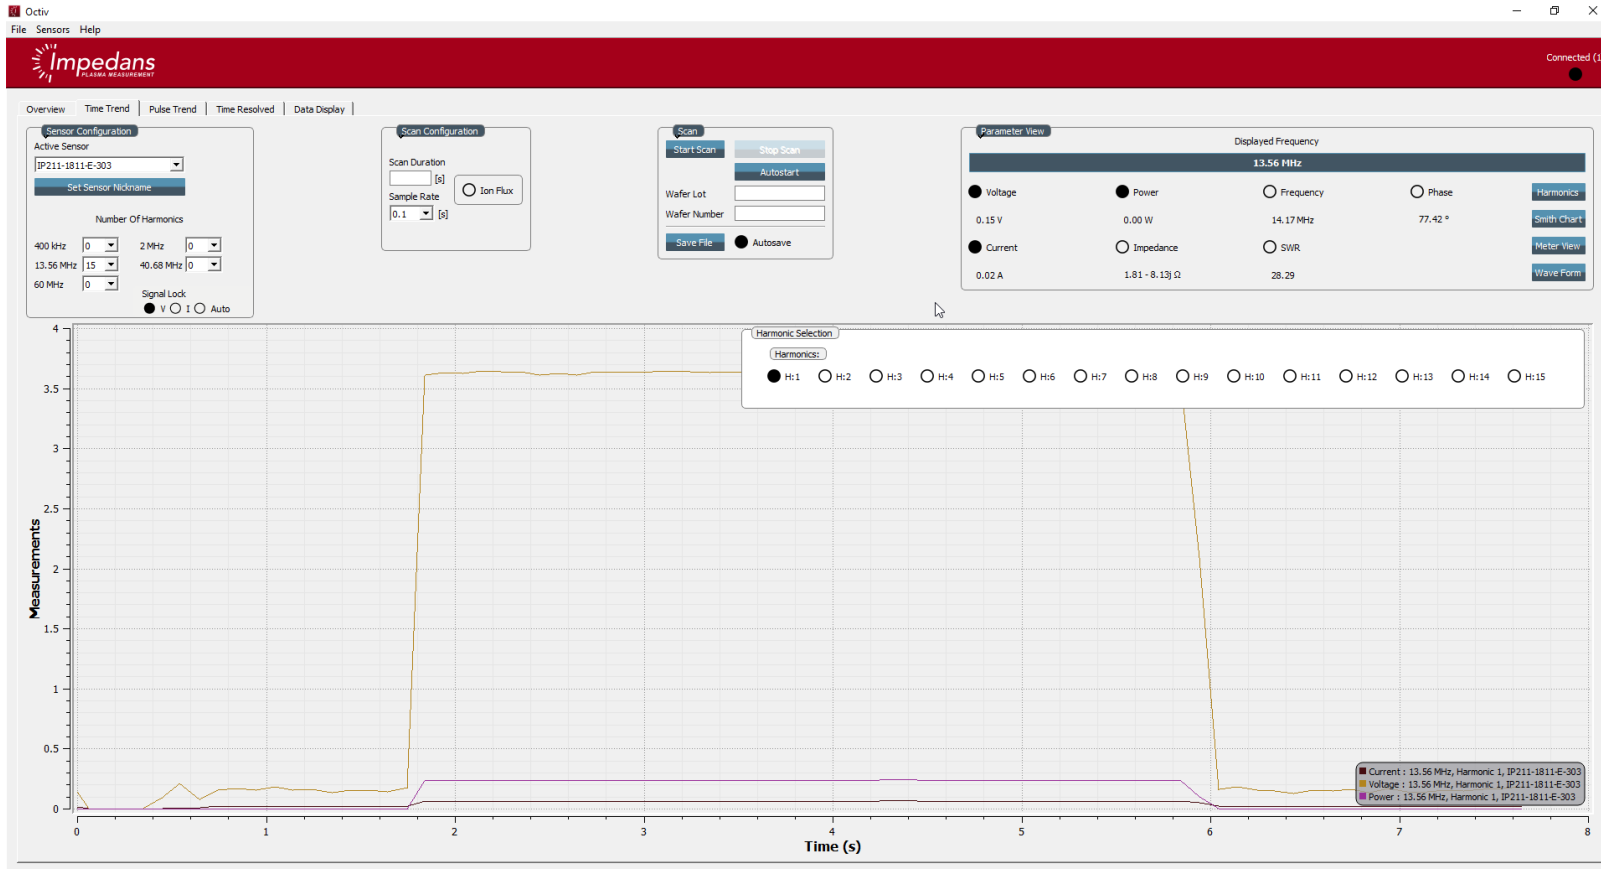 Octiv
File Sensors Help
Impedans
PLASMA MEASUREMENT
Connected (1
Overview Time Trend Pulse Trend Time Resolved Data Display
Sensor Configuration
Active Sensor
IP211-1811-E-303
Set Sensor Nickname
Number Of Harmonics
400 kHz 0 2 MHz 0
13.56 MHz 15 40.68 MHz 0
60 MHz 0
Signal Lock
V I Auto
Scan Configuration
Scan Duration
[s]
Sample Rate
0.1 [s]
Ion Flux
Scan
Start Scan Stop Scan
Autostart
Wafer Lot
Wafer Number
Save File Autosave
Parameter View
Displayed Frequency
13.56 MHz
Voltage Power Frequency Phase Harmonics
0.15 V 0.00 W 14.17 MHz 77.42 ° Smith Chart
Current Impedance SWR Meter View
0.02 A 1.81 - 8.13j Ω 28.29 Wave Form
Harmonic Selection
Harmonics:
H:1 H:2 H:3 H:4 H:5 H:6 H:7 H:8 H:9 H:10 H:11 H:12 H:13 H:14 H:15
Measurements
4
3.5
3
2.5
2
1.5
1
0.5
0
Current : 13.56 MHz, Harmonic 1, IP211-1811-E-303
Voltage : 13.56 MHz, Harmonic 1, IP211-1811-E-303
Power : 13.56 MHz, Harmonic 1, IP211-1811-E-303
0 1 2 3 4 5 6 7 8
Time (s)